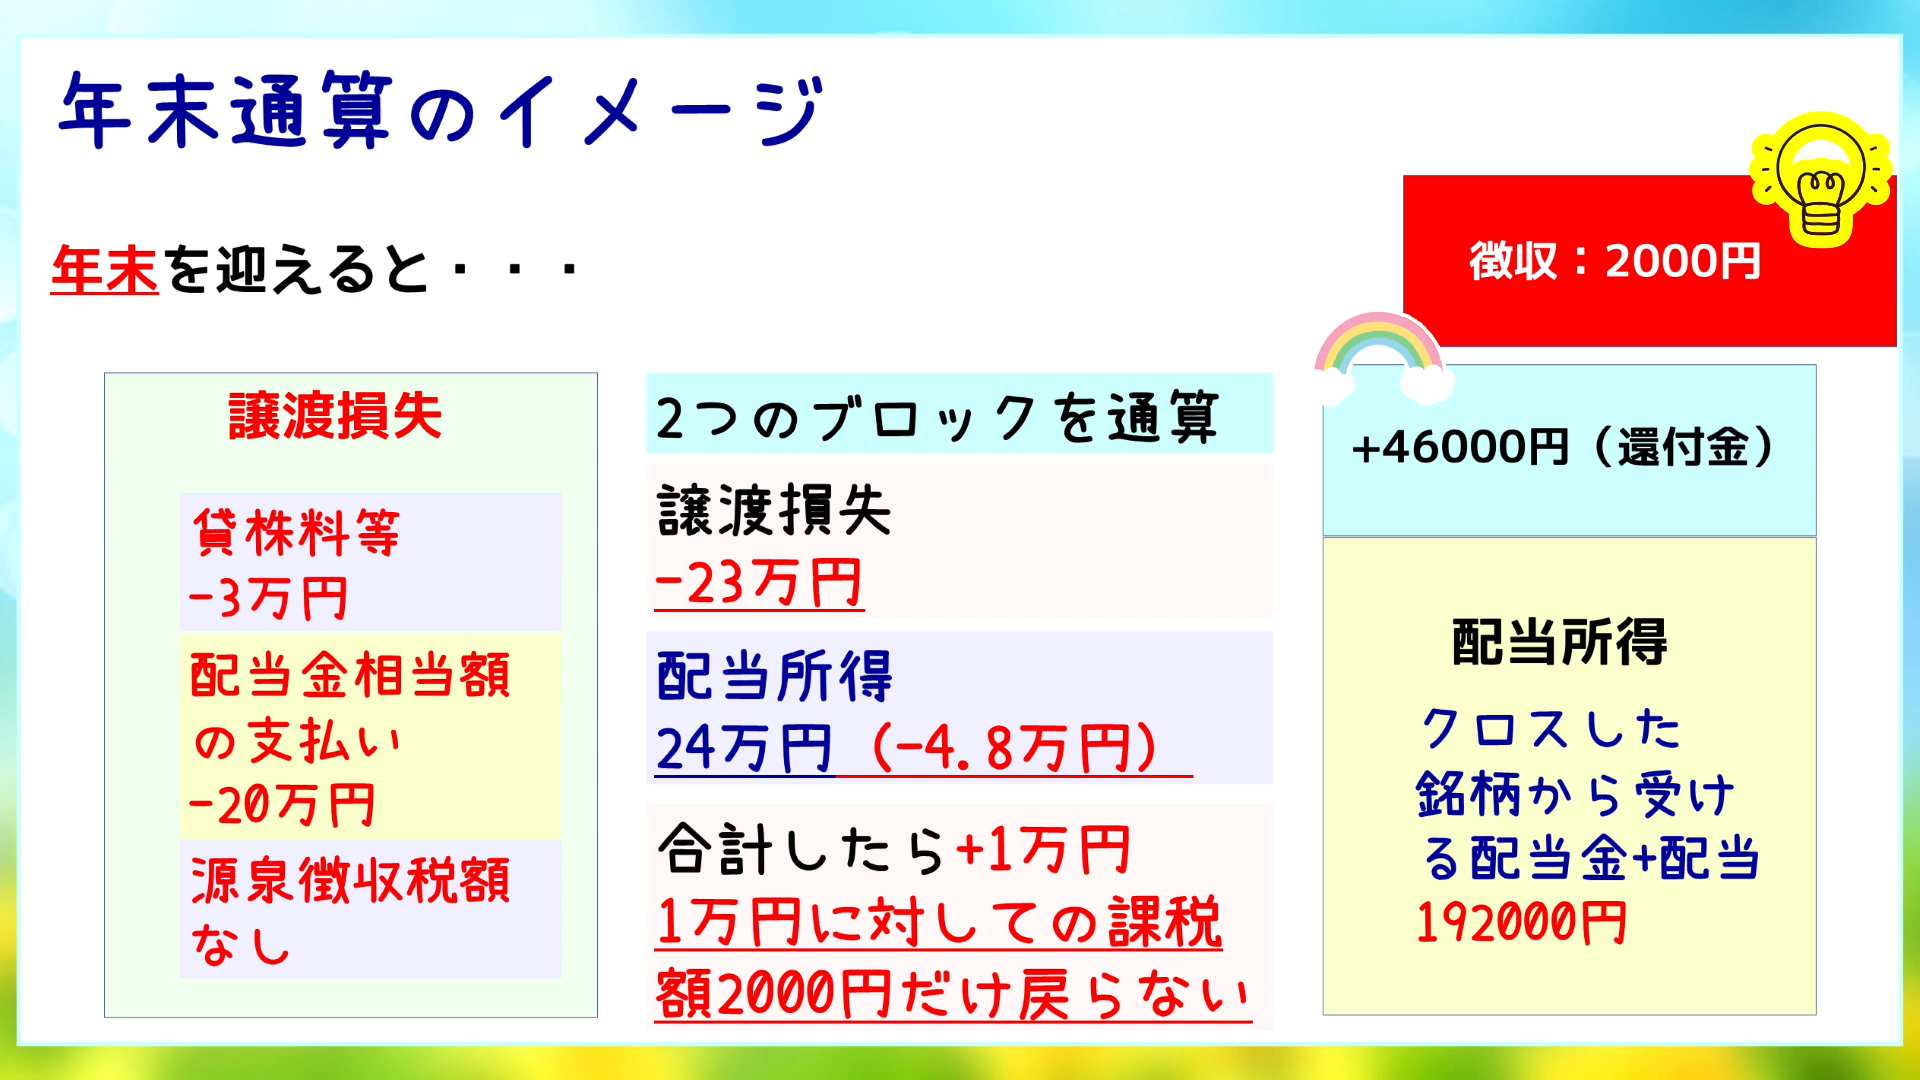 年末通算のイメージ
年末を迎えると・・・
徴収：2000円
譲渡損失
貸株料等
-3万円
配当金相当額
の支払い
-20万円
源泉徴収税額
なし
2つのブロックを通算
譲渡損失
-23万円
配当所得
24万円（-4.8万円）
合計したら+1万円
1万円に対しての課税
額2000円だけ戻らない
+46000円（還付金）
配当所得
クロスした
銘柄から受け
る配当金+配当
192000円